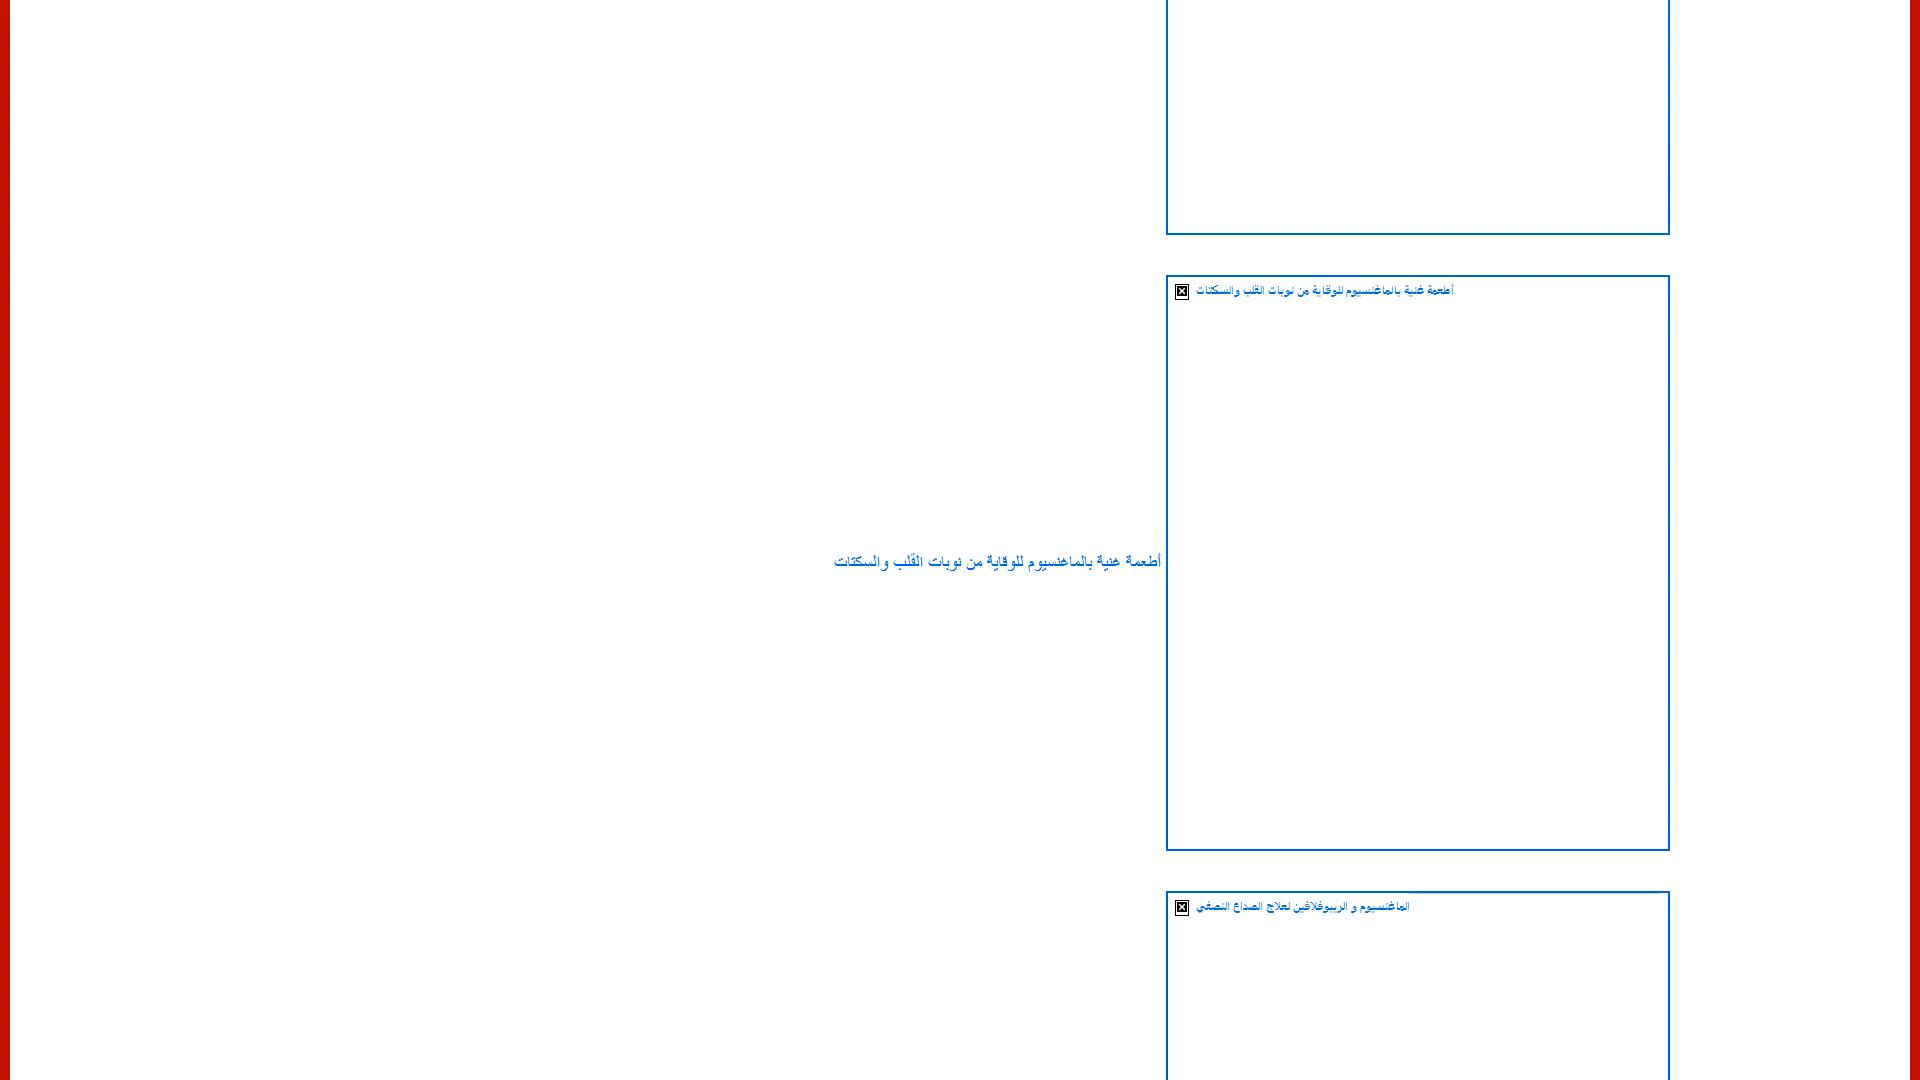 أطعمة غنية بالماغنسيوم للوقاية من نوبات القلب والسكتات
أطعمة غنية بالماغنسيوم للوقاية من نوبات القلب والسكتات
الماغنسيوم و الريبوفلافين لعلاج الصداع النصفي